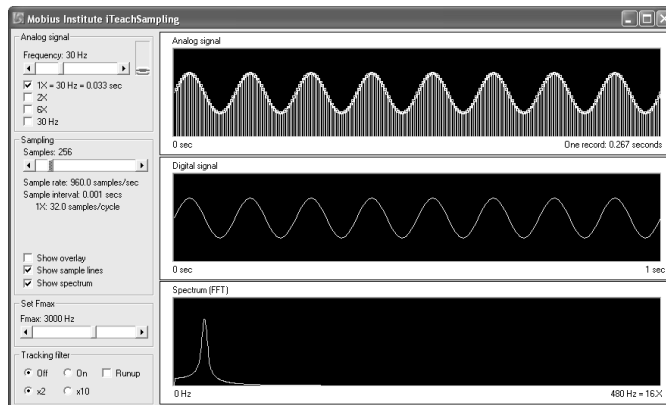 Mobius Institute iTeachSampling
Analog signal
Frequency: 30 Hz
1X = 30 Hz = 0.033 sec
2X
6X
30 Hz
Sampling
Samples: 256
Sample rate: 960.0 samples/sec
Sample interval: 0.001 secs
1X: 32.0 samples/cycle
Show overlay
Show sample lines
Show spectrum
Set Fmax
Fmax: 3000 Hz
Tracking filter
Off On Runup
x2 x10
Analog signal
0 sec One record: 0.267 seconds
Digital signal
0 sec 1 sec
Spectrum (FFT)
0 Hz 480 Hz = 16.X